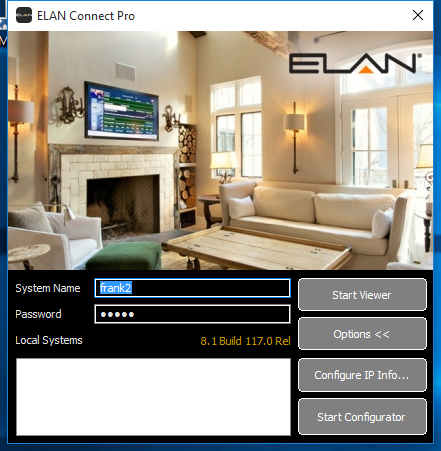 ELAN Connect Pro
ELAN®
System Name
frank2
Start Viewer
Password
●●●●●
Options <<
Local Systems
8.1 Build 117.0 Rel
Configure IP Info...
Start Configurator